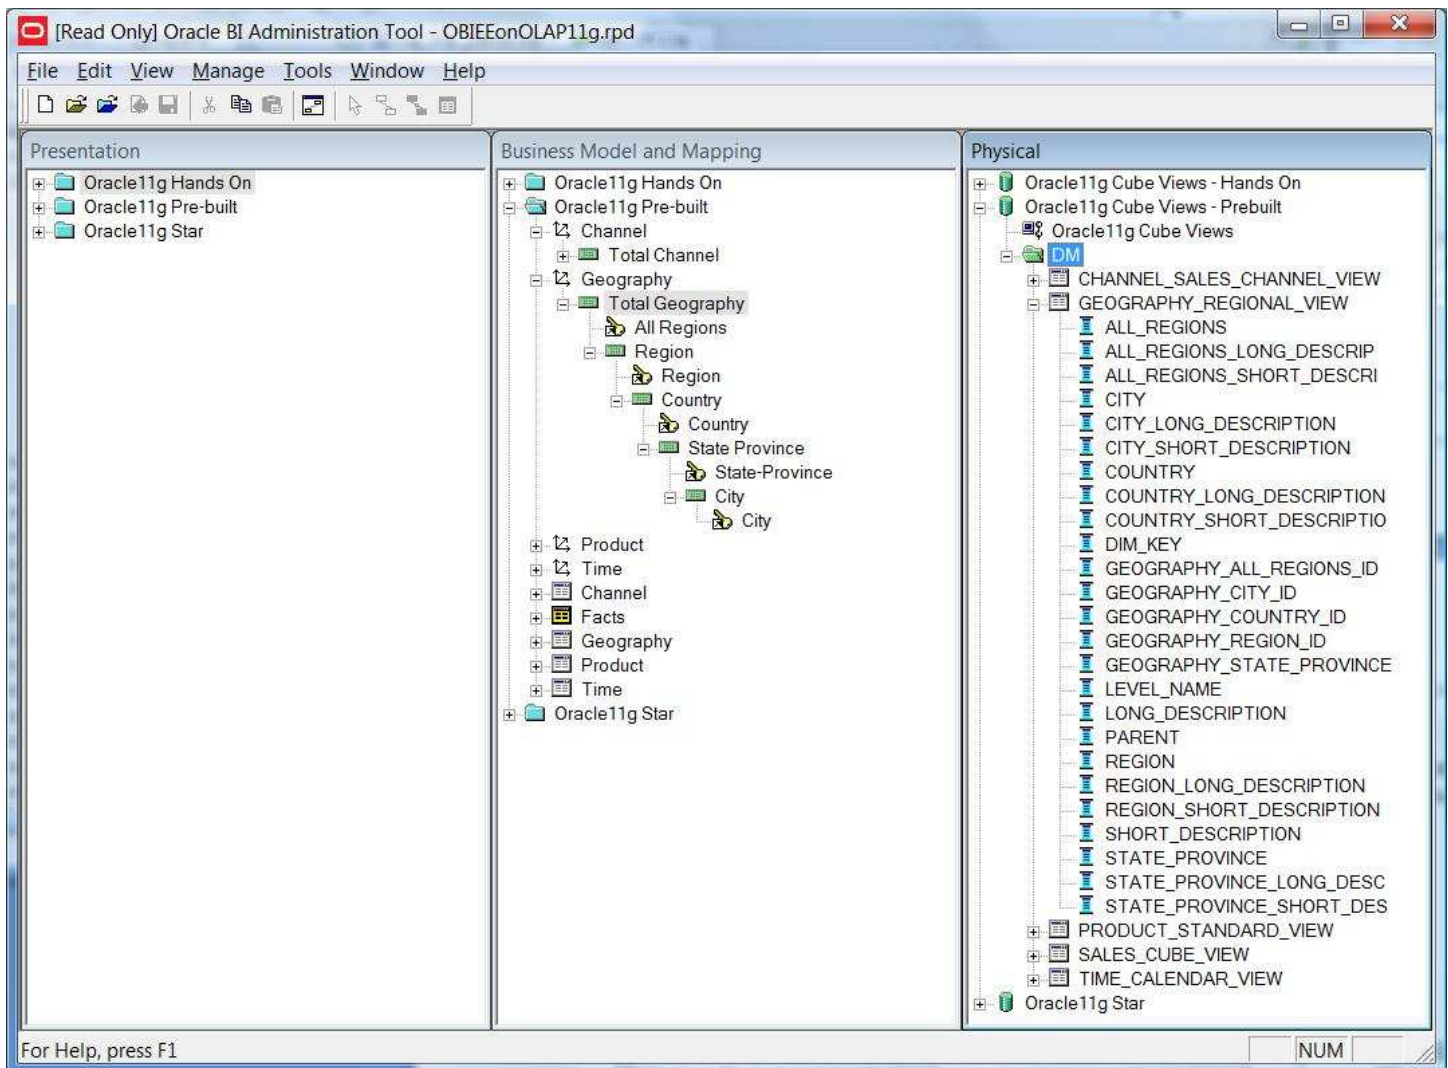 [Read Only] Oracle BI Administration Tool - OBIEEonOLAP11g.rpd
File Edit View Manage Tools Window Help
Presentation
Oracle11g Hands On
Oracle11g Pre-built
Oracle11g Star
Business Model and Mapping
Oracle11g Hands On
Oracle11g Pre-built
Channel
Total Channel
Geography
Total Geography
All Regions
Region
Region
Country
Country
State Province
State-Province
City
City
Product
Time
Channel
Facts
Geography
Product
Time
Oracle11g Star
Physical
Oracle11g Cube Views - Hands On
Oracle11g Cube Views - Prebuilt
Oracle11g Cube Views
DM
CHANNEL_SALES_CHANNEL_VIEW
GEOGRAPHY_REGIONAL_VIEW
ALL_REGIONS
ALL_REGIONS_LONG_DESCRIP
ALL_REGIONS_SHORT_DESCRI
CITY
CITY_LONG_DESCRIPTION
CITY_SHORT_DESCRIPTION
COUNTRY
COUNTRY_LONG_DESCRIPTION
COUNTRY_SHORT_DESCRIPTIO
DIM_KEY
GEOGRAPHY_ALL_REGIONS_ID
GEOGRAPHY_CITY_ID
GEOGRAPHY_COUNTRY_ID
GEOGRAPHY_REGION_ID
GEOGRAPHY_STATE_PROVINCE
LEVEL_NAME
LONG_DESCRIPTION
PARENT
REGION
REGION_LONG_DESCRIPTION
REGION_SHORT_DESCRIPTION
SHORT_DESCRIPTION
STATE_PROVINCE
STATE_PROVINCE_LONG_DESC
STATE_PROVINCE_SHORT_DES
PRODUCT_STANDARD_VIEW
SALES_CUBE_VIEW
TIME_CALENDAR_VIEW
Oracle11g Star
For Help, press F1
NUM